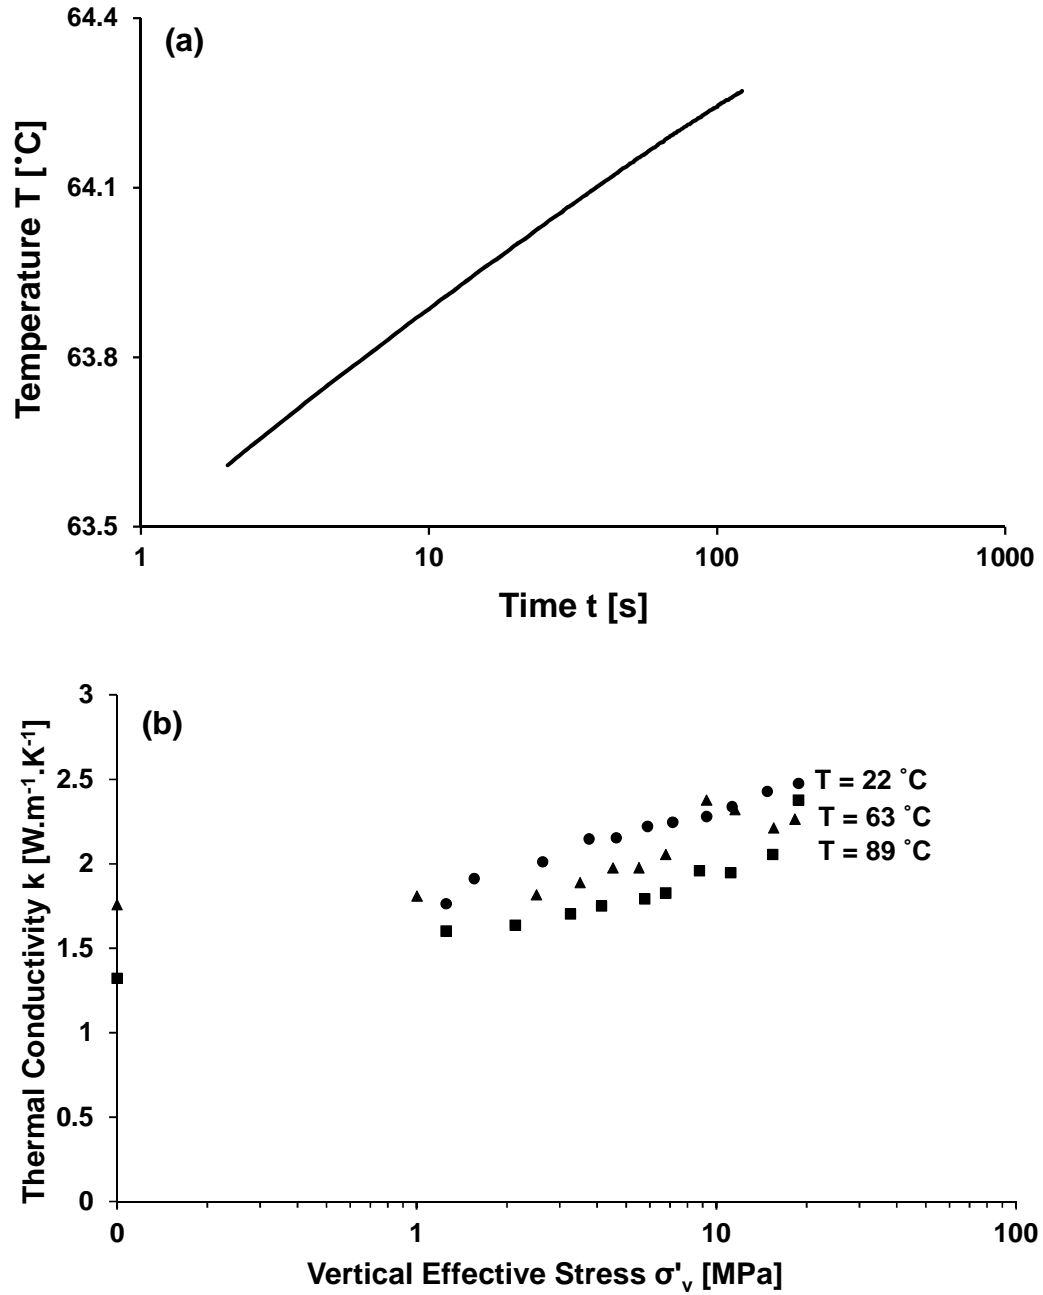 64.4
(a)
64.1
63.8
63.5
Temperature T [˚C]
1 10 100 1000
Time t [s]
3
(b)
2.5
2
1.5
1
0.5
0
Thermal Conductivity k [W.m-1.K-1]
T = 22 ˚C
T = 63 ˚C
T = 89 ˚C
0 1 10 100
Vertical Effective Stress σ'v [MPa]